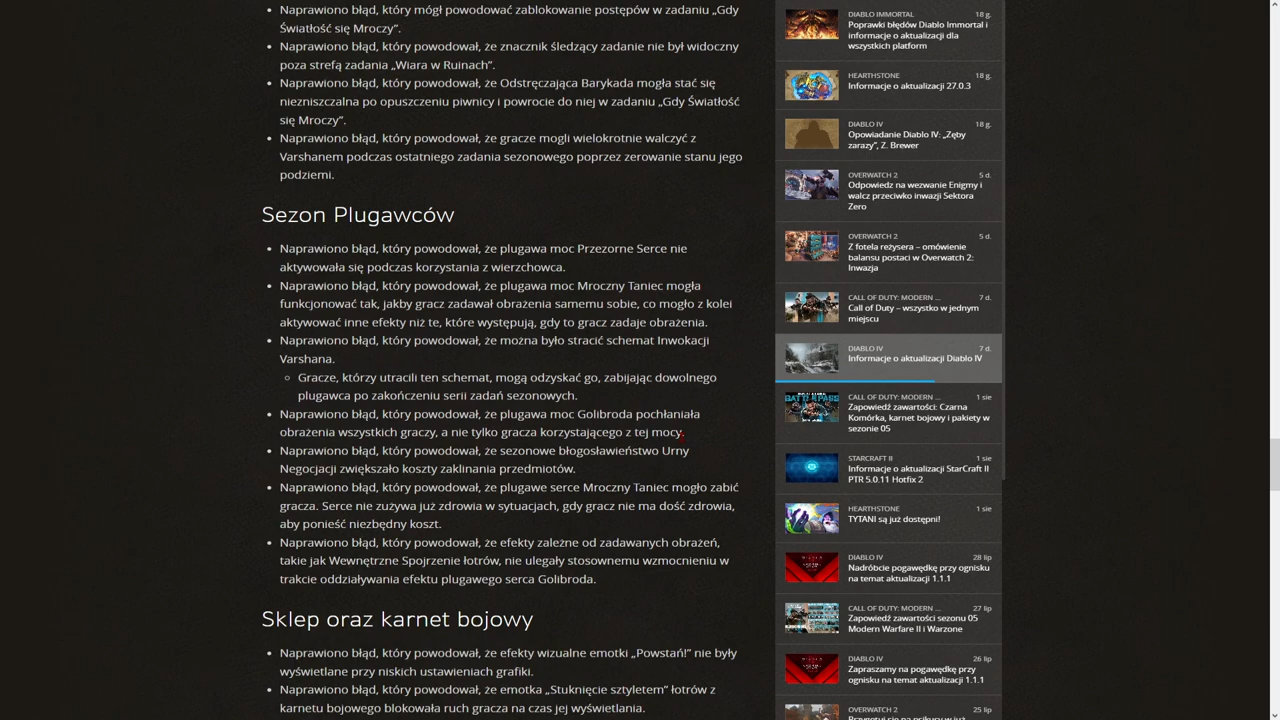 Naprawiono błąd, który mógł powodować zablokowanie postępów w zadaniu „Gdy
Światłość się Mroczy”.
Naprawiono błąd, który powodował, że znacznik śledzący zadanie nie był widoczny
poza strefą zadania „Wiara w Ruinach”.
Naprawiono błąd, który powodował, że Odstręczająca Barykada mogła stać się
niezniszczalna po opuszczeniu piwnicy i powrocie do niej w zadaniu „Gdy Światłość
się Mroczy”.
Naprawiono błąd, który powodował, że gracze mogli wielokrotnie walczyć z
Varshanem podczas ostatniego zadania sezonowego poprzez zerowanie stanu jego
podziemi.
Sezon Plugawców
Naprawiono błąd, który powodował, że plugawa moc Przezorne Serce nie
aktywowała się podczas korzystania z wierzchowca.
Naprawiono błąd, który powodował, że plugawa moc Mroczny Taniec mogła
funkcjonować tak, jakby gracz zadawał obrażenia samemu sobie, co mogło z kolei
aktywować inne efekty niż te, które występują, gdy to gracz zadaje obrażenia.
Naprawiono błąd, który powodował, że można było stracić schemat Inwokacji
Varshana.
Gracze, którzy utracili ten schemat, mogą odzyskać go, zabijając dowolnego
plugawca po zakończeniu serii zadań sezonowych.
Naprawiono błąd, który powodował, że plugawa moc Golibroda pochłaniała
obrażenia wszystkich graczy, a nie tylko gracza korzystającego z tej mocy.
Naprawiono błąd, który powodował, że sezonowe błogosławieństwo Urny
Negocjacji zwiększało koszty zaklinania przedmiotów.
Naprawiono błąd, który powodował, że plugawe serce Mroczny Taniec mogło zabić
gracza. Serce nie zużywa już zdrowia w sytuacjach, gdy gracz nie ma dość zdrowia,
aby ponieść niezbędny koszt.
Naprawiono błąd, który powodował, że efekty zależne od zadawanych obrażeń,
takie jak Wewnętrzne Spojrzenie łotrów, nie ulegały stosownemu wzmocnieniu w
trakcie oddziaływania efektu plugawego serca Golibroda.
Sklep oraz karnet bojowy
Naprawiono błąd, który powodował, że efekty wizualne emotki „Powstań!” nie były
wyświetlane przy niskich ustawieniach grafiki.
Naprawiono błąd, który powodował, że emotka „Stuknięcie sztyletem” łotrów z
karnetu bojowego blokowała ruch gracza na czas jej wyświetlania.
DIABLO IMMORTAL 18 g.
Poprawki błędów Diablo Immortal i
informacje o aktualizacji dla
wszystkich platform
HEARTHSTONE 18 g.
Informacje o aktualizacji 27.0.3
DIABLO IV 18 g.
Opowiadanie Diablo IV: „Zęby
zarazy”, Z. Brewer
OVERWATCH 2 5 d.
Odpowiedz na wezwanie Enigmy i
walcz przeciwko inwazji Sektora
Zero
OVERWATCH 2 5 d.
Z fotela reżysera – omówienie
balansu postaci w Overwatch 2:
Inwazja
CALL OF DUTY: MODERN ... 7 d.
Call of Duty – wszystko w jednym
miejscu
DIABLO IV 7 d.
Informacje o aktualizacji Diablo IV
CALL OF DUTY: MODERN ... 1 sie
Zapowiedź zawartości: Czarna
Komórka, karnet bojowy i pakiety w
sezonie 05
STARCRAFT II 1 sie
Informacje o aktualizacji StarCraft II
PTR 5.0.11 Hotfix 2
HEARTHSTONE 1 sie
TYTANI są już dostępni!
DIABLO IV 28 lip
Nadróbcie pogawędkę przy ognisku
na temat aktualizacji 1.1.1
CALL OF DUTY: MODERN ... 27 lip
Zapowiedź zawartości sezonu 05
Modern Warfare II i Warzone
DIABLO IV 26 lip
Zapraszamy na pogawędkę przy
ognisku na temat aktualizacji 1.1.1
OVERWATCH 2 25 lip